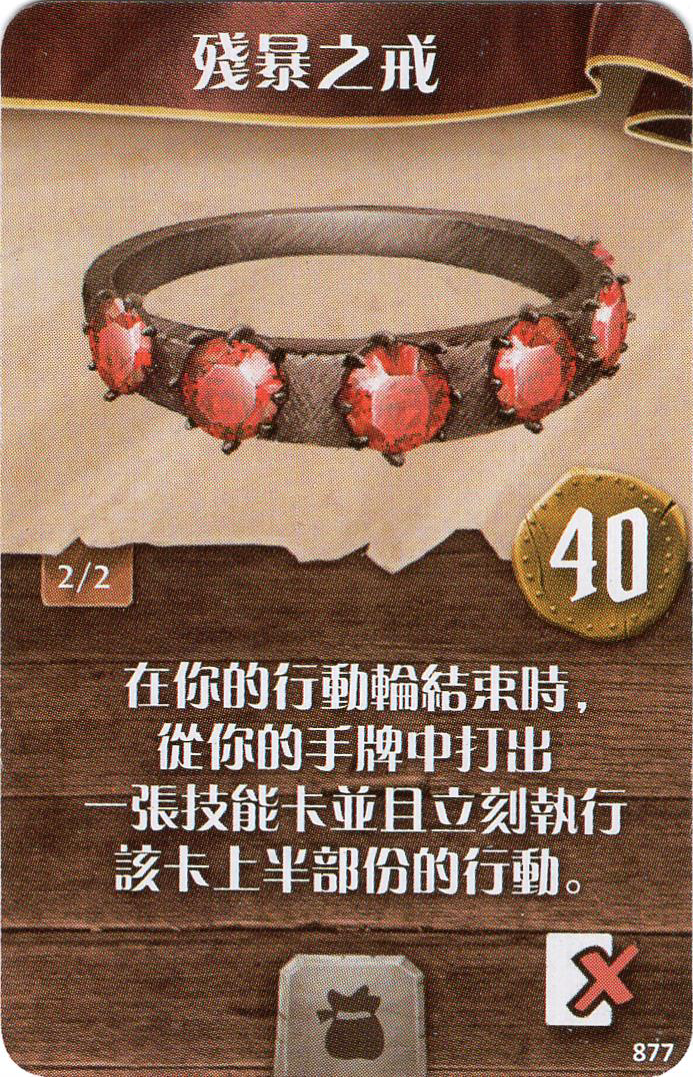 殘暴之戒
2/2
40
在你的行動輪結束時，
從你的手牌中打出
一張技能卡並且立刻執行
該卡上半部份的行動。
877